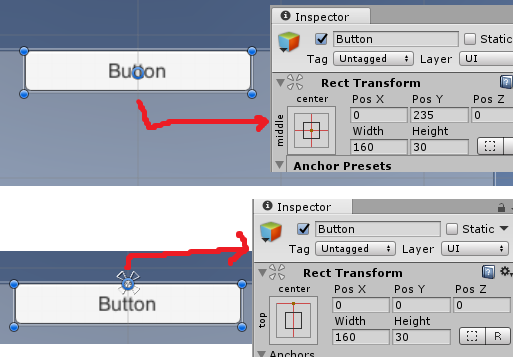 Inspector
Button
Button
Static
Tag
Untagged
Layer
UI
Rect Transform
center
Pos X
Pos Y
Pos Z
0
235
0
middle
Width
Height
160
30
Anchor Presets
Inspector
Button
Static
Tag
Untagged
Layer
UI
Rect Transform
center
Pos X
Pos Y
Pos Z
0
0
0
top
Width
Height
Button
160
30
R
Anchors